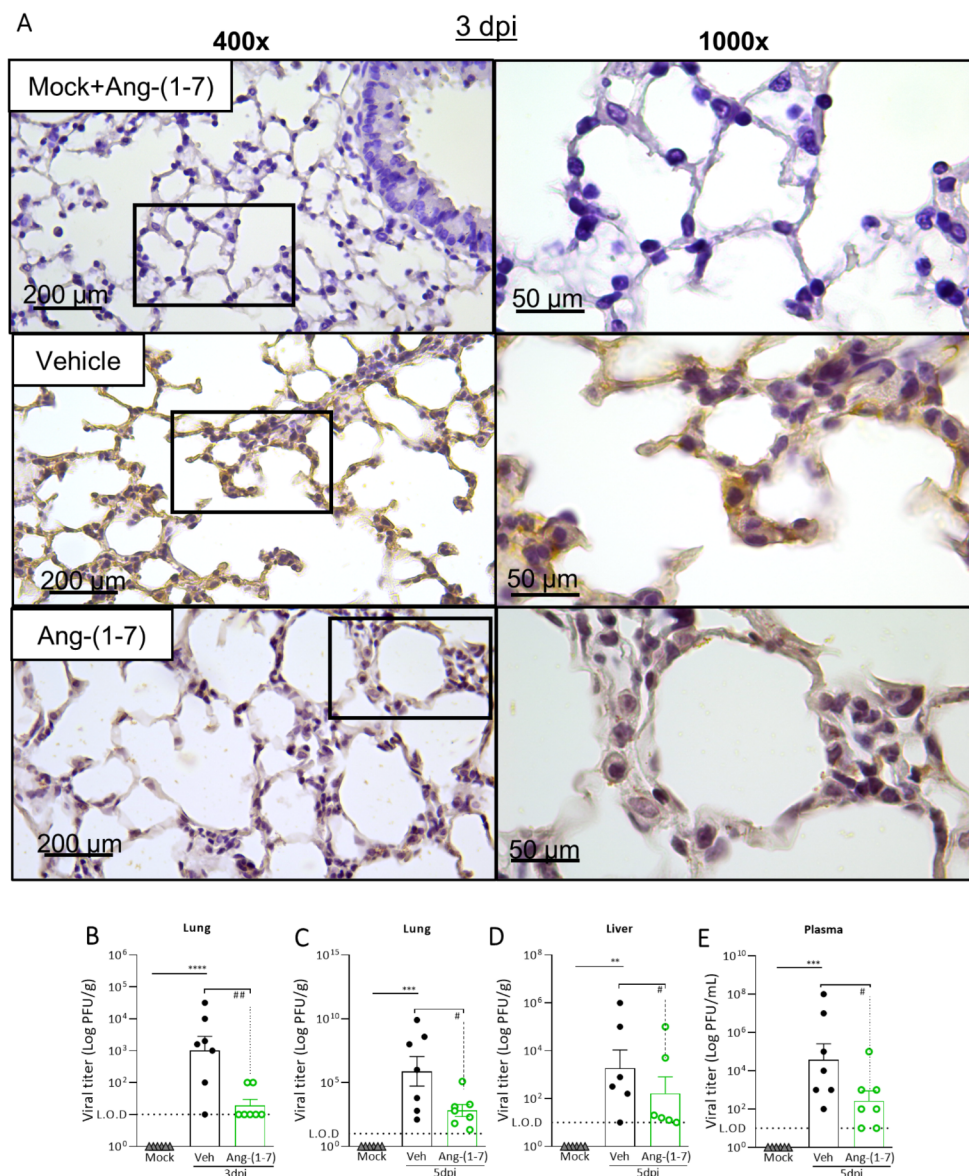 A
3 dpi
400x
1000x
Mock+Ang-(1-7)
200 µm
50 µm
Vehicle
200 µm
50 µm
Ang-(1-7)
200 µm
50 µm
B
Lung
Viral titer (Log PFU/g)
10⁶
10⁵
10⁴
10³
10²
L.O.D
10⁰
****
##
Mock
Veh
Ang-(1-7)
3dpi
C
Lung
Viral titer (Log PFU/g)
10¹⁵
10¹⁰
10⁵
L.O.D
10⁰
***
#
Mock
Veh
Ang-(1-7)
5dpi
D
Liver
Viral titer (Log PFU/g)
10⁸
10⁶
10⁴
10²
L.O.D
10⁰
**
#
Mock
Veh
Ang-(1-7)
5dpi
E
Plasma
Viral titer (Log PFU/mL)
10¹⁰
10⁸
10⁶
10⁴
10²
L.OD
10⁰
***
#
Mock
Veh
Ang-(1-7)
5dpi